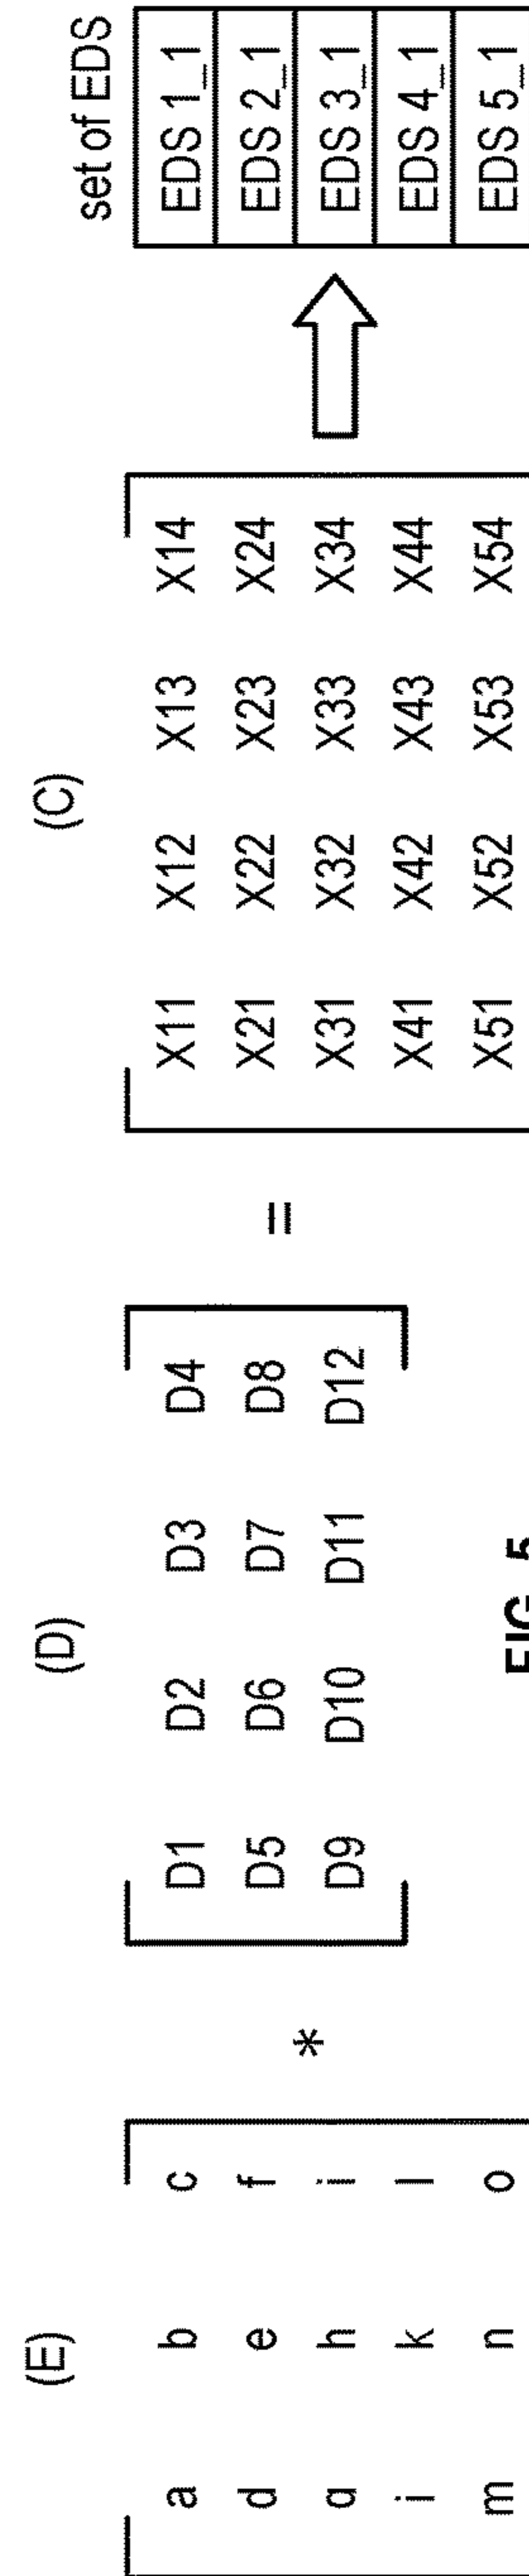 (E) (D) (C) set of EDS
a b c D1 D2 D3 D4 X11 X12 X13 X14 EDS 1_1
d e f * D5 D6 D7 D8 = X21 X22 X23 X24 EDS 2_1
g h i D9 D10 D11 D12 X31 X32 X33 X34 EDS 3_1
j k l X41 X42 X43 X44 EDS 4_1
m n o X51 X52 X53 X54 EDS 5_1
FIG. 5